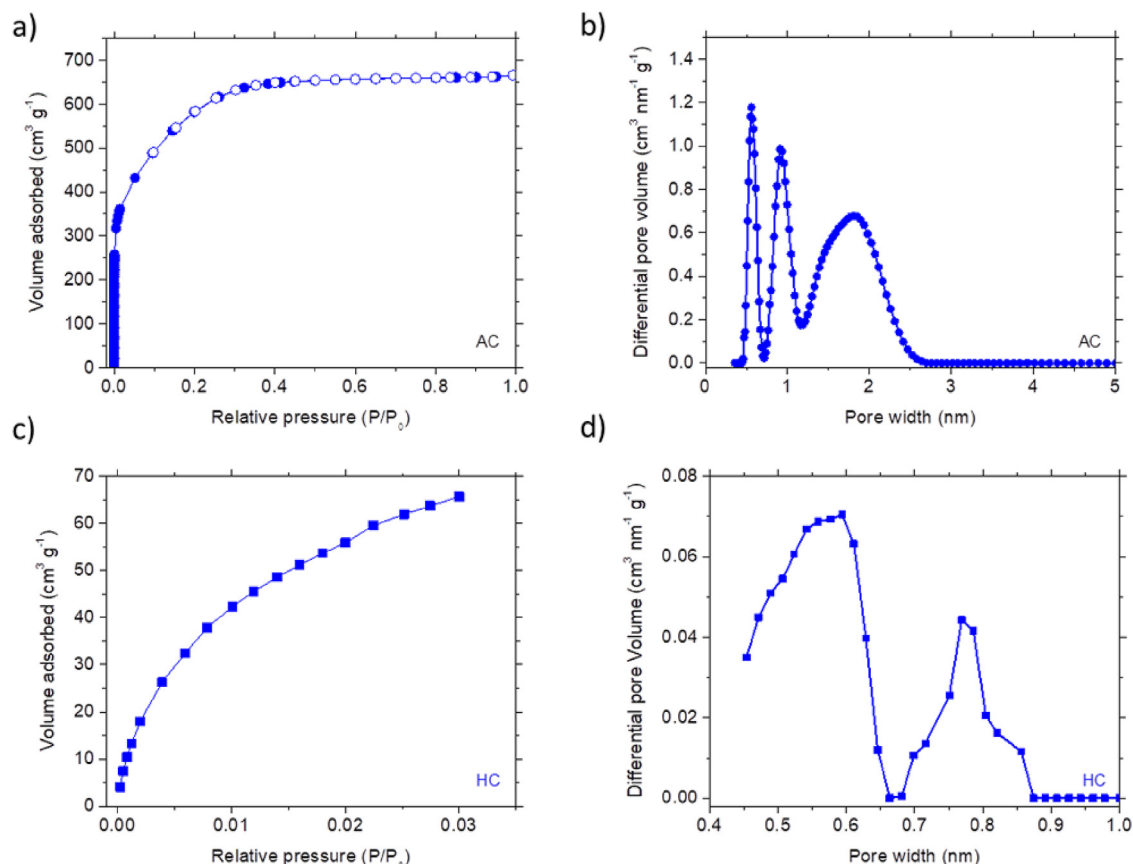 a)
Volume adsorbed (cm³ g⁻¹)
700
600
500
400
300
200
100
0
0.0 0.2 0.4 0.6 0.8 1.0
Relative pressure (P/P₀)
AC
b)
Differential pore volume (cm³ nm⁻¹ g⁻¹)
1.4
1.2
1.0
0.8
0.6
0.4
0.2
0.0
0 1 2 3 4 5
Pore width (nm)
AC
c)
Volume adsorbed (cm³ g⁻¹)
70
60
50
40
30
20
10
0
0.00 0.01 0.02 0.03
Relative pressure (P/P
HC
d)
Differential pore Volume (cm³ nm⁻¹ g⁻¹)
0.08
0.06
0.04
0.02
0.00
0.4 0.5 0.6 0.7 0.8 0.9 1.0
Pore width (nm)
HC